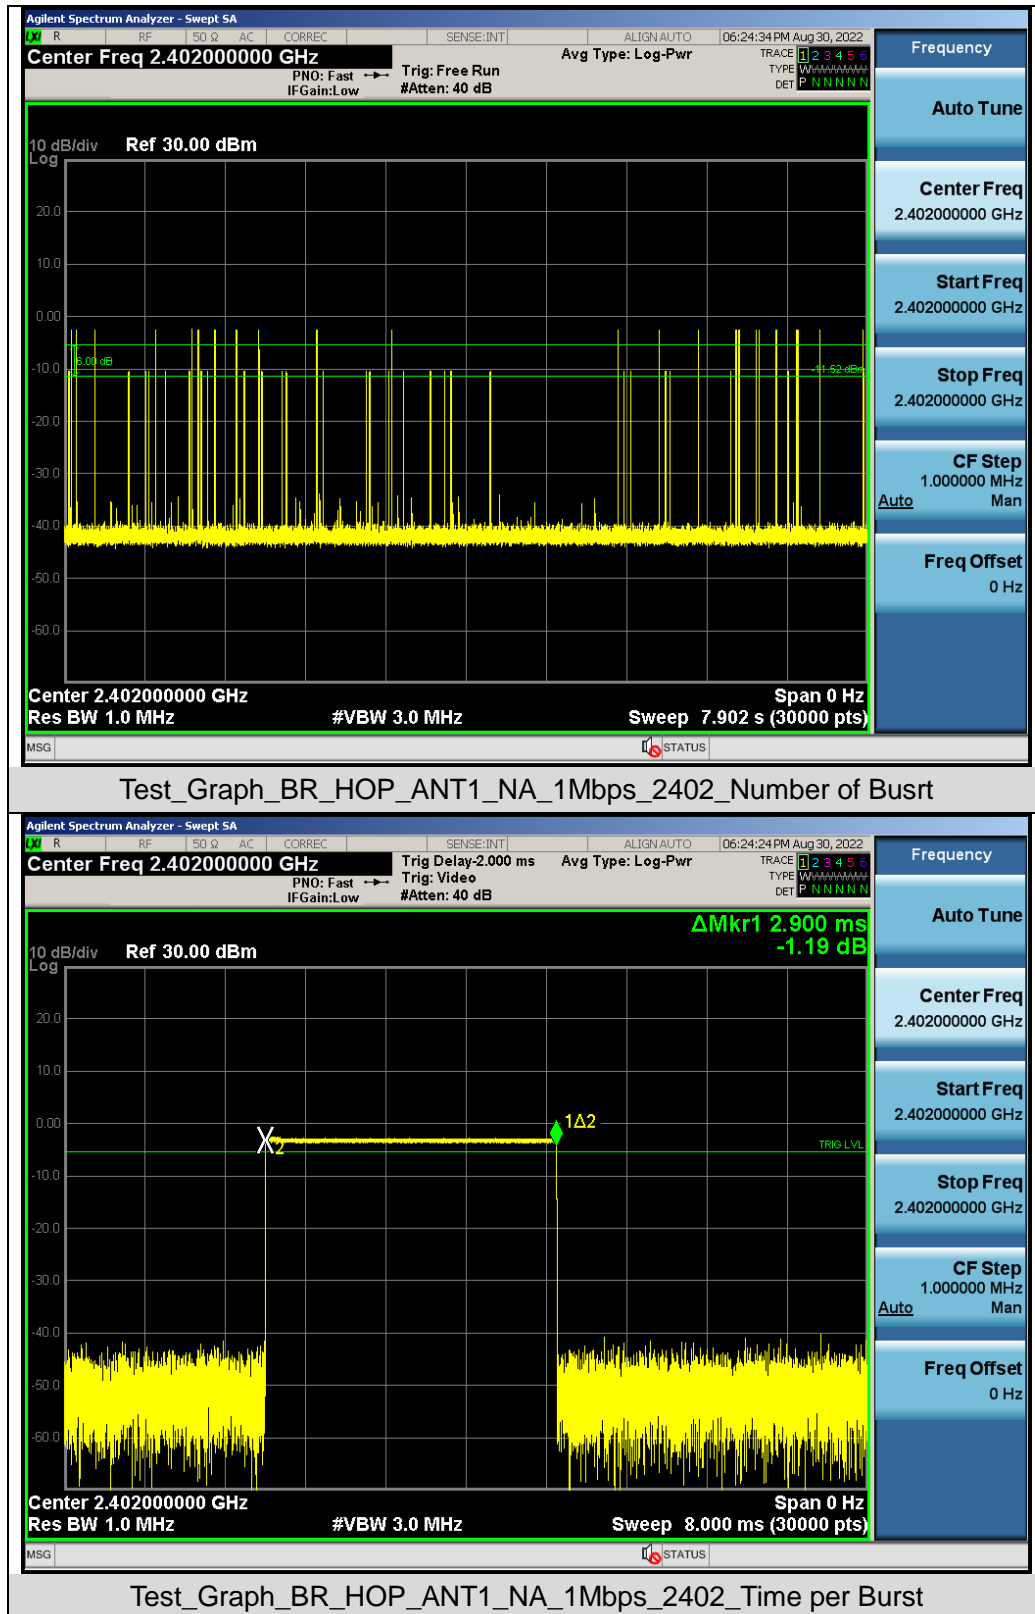 Agilent Spectrum Analyzer - Swept SA
LXI R RF 50 Ω AC CORREC SENSE:INT ALIGN AUTO 06:24:34 PM Aug 30, 2022
Center Freq 2.402000000 GHz
PNO: Fast
IFGain:Low
Trig: Free Run
#Atten: 40 dB
Avg Type: Log-Pwr
TRACE 1 2 3 4 5 6
TYPE W
DET P N N N N N
10 dB/div Ref 30.00 dBm
Log
20.0
10.0
0.00
6.00 dB
-10.0
-11.52 dBm
-20.0
-30.0
-40.0
-50.0
-60.0
Center 2.402000000 GHz Span 0 Hz
Res BW 1.0 MHz #VBW 3.0 MHz Sweep 7.902 s (30000 pts)
MSG STATUS
Frequency
Auto Tune
Center Freq
2.402000000 GHz
Start Freq
2.402000000 GHz
Stop Freq
2.402000000 GHz
CF Step
1.000000 MHz
Auto Man
Freq Offset
0 Hz
Test_Graph_BR_HOP_ANT1_NA_1Mbps_2402_Number of Busrt
Agilent Spectrum Analyzer - Swept SA
LXI R RF 50 Ω AC CORREC SENSE:INT ALIGN AUTO 06:24:24 PM Aug 30, 2022
Center Freq 2.402000000 GHz
PNO: Fast
IFGain:Low
Trig Delay-2.000 ms
Trig: Video
#Atten: 40 dB
Avg Type: Log-Pwr
TRACE 1 2 3 4 5 6
TYPE W
DET P N N N N N
ΔMkr1 2.900 ms
-1.19 dB
10 dB/div Ref 30.00 dBm
Log
20.0
10.0
0.00
1Δ2
X2
TRIG LVL
-10.0
-20.0
-30.0
-40.0
-50.0
-60.0
Center 2.402000000 GHz Span 0 Hz
Res BW 1.0 MHz #VBW 3.0 MHz Sweep 8.000 ms (30000 pts)
MSG STATUS
Frequency
Auto Tune
Center Freq
2.402000000 GHz
Start Freq
2.402000000 GHz
Stop Freq
2.402000000 GHz
CF Step
1.000000 MHz
Auto Man
Freq Offset
0 Hz
Test_Graph_BR_HOP_ANT1_NA_1Mbps_2402_Time per Burst